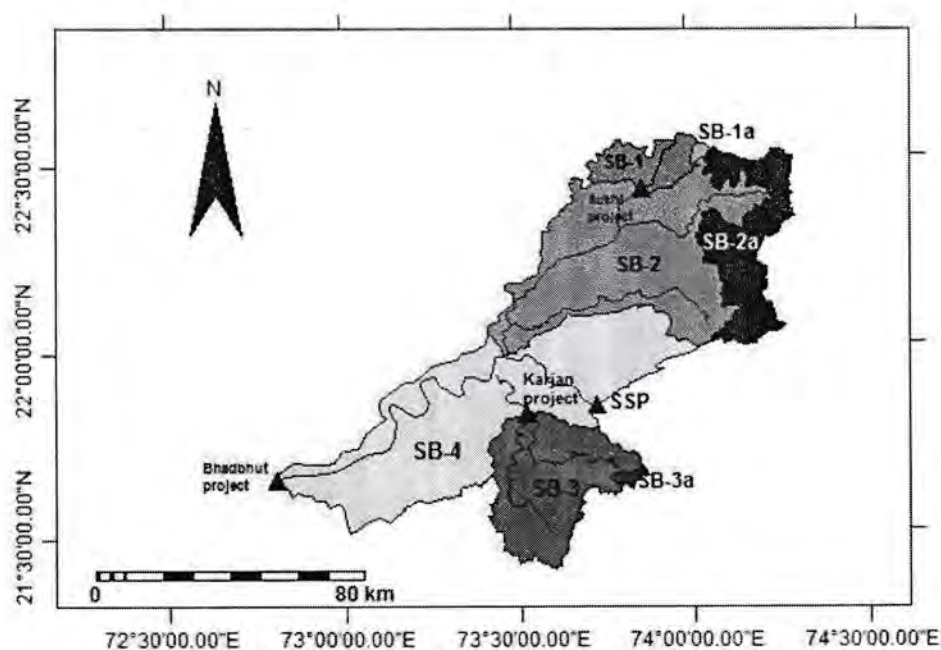 N
SB-1a
SB-1
Sukhi
project
SB-2a
SB-2
Karjan
project
SSP
SB-4
Bhadbhut
project
SB-3
SB-3a
0
80 km
22°30'00.00"N
22°00'00.00"N
21°30'00.00"N
72°30'00.00"E
73°00'00.00"E
73°30'00.00"E
74°00'00.00"E
74°30'00.00"E